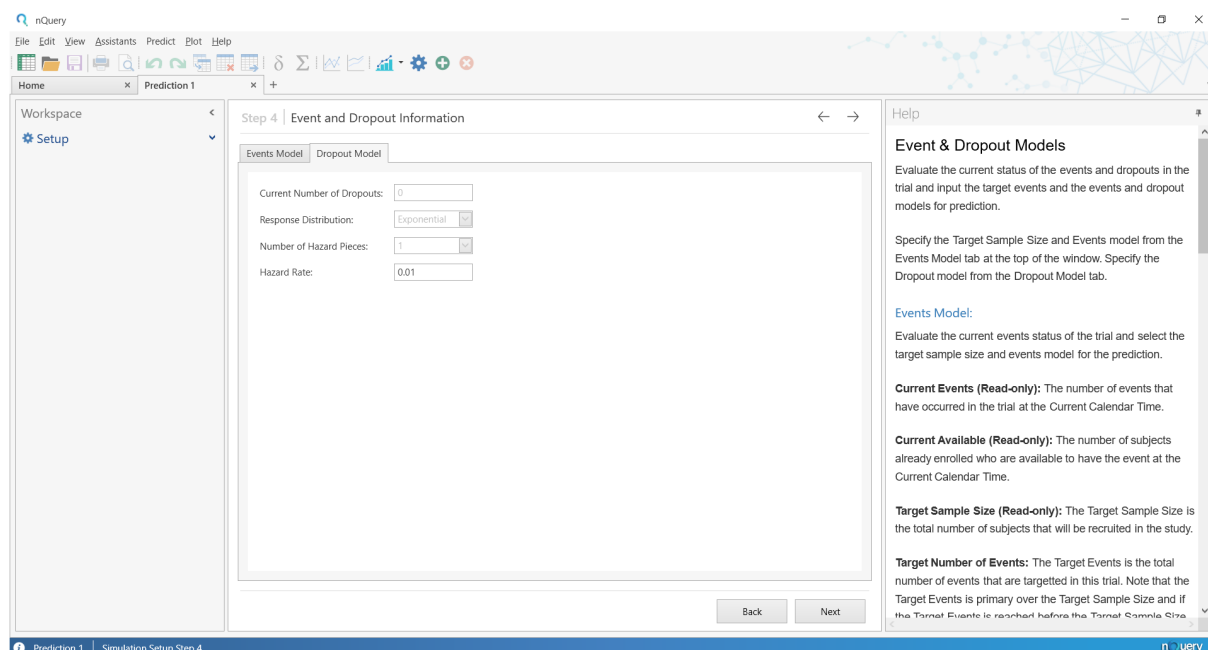 nQuery
File Edit View Assistants Predict Plot Help
Home × Prediction 1 × +
Workspace
Setup
Step 4 | Event and Dropout Information
Events Model Dropout Model
Current Number of Dropouts: 0
Response Distribution: Exponential
Number of Hazard Pieces: 1
Hazard Rate: 0.01
Back Next
Help
Event & Dropout Models
Evaluate the current status of the events and dropouts in the
trial and input the target events and the events and dropout
models for prediction.
Specify the Target Sample Size and Events model from the
Events Model tab at the top of the window. Specify the
Dropout model from the Dropout Model tab.
Events Model:
Evaluate the current events status of the trial and select the
target sample size and events model for the prediction.
Current Events (Read-only): The number of events that
have occurred in the trial at the Current Calendar Time.
Current Available (Read-only): The number of subjects
already enrolled who are available to have the event at the
Current Calendar Time.
Target Sample Size (Read-only): The Target Sample Size is
the total number of subjects that will be recruited in the study.
Target Number of Events: The Target Events is the total
number of events that are targetted in this trial. Note that the
Target Events is primary over the Target Sample Size and if
the Target Events is reached before the Target Sample Size
Prediction 1 | Simulation Setup Step 4
nQuery